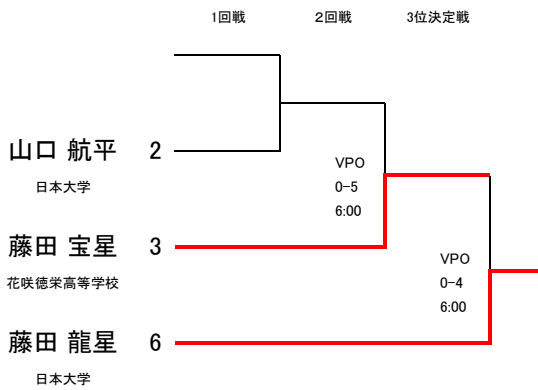 1回戦 2回戦 3位決定戦
山口 航平 2
日本大学
VPO
0-5
6:00
藤田 宝星 3
花咲徳栄高等学校
VPO
0-4
6:00
藤田 龍星 6
日本大学